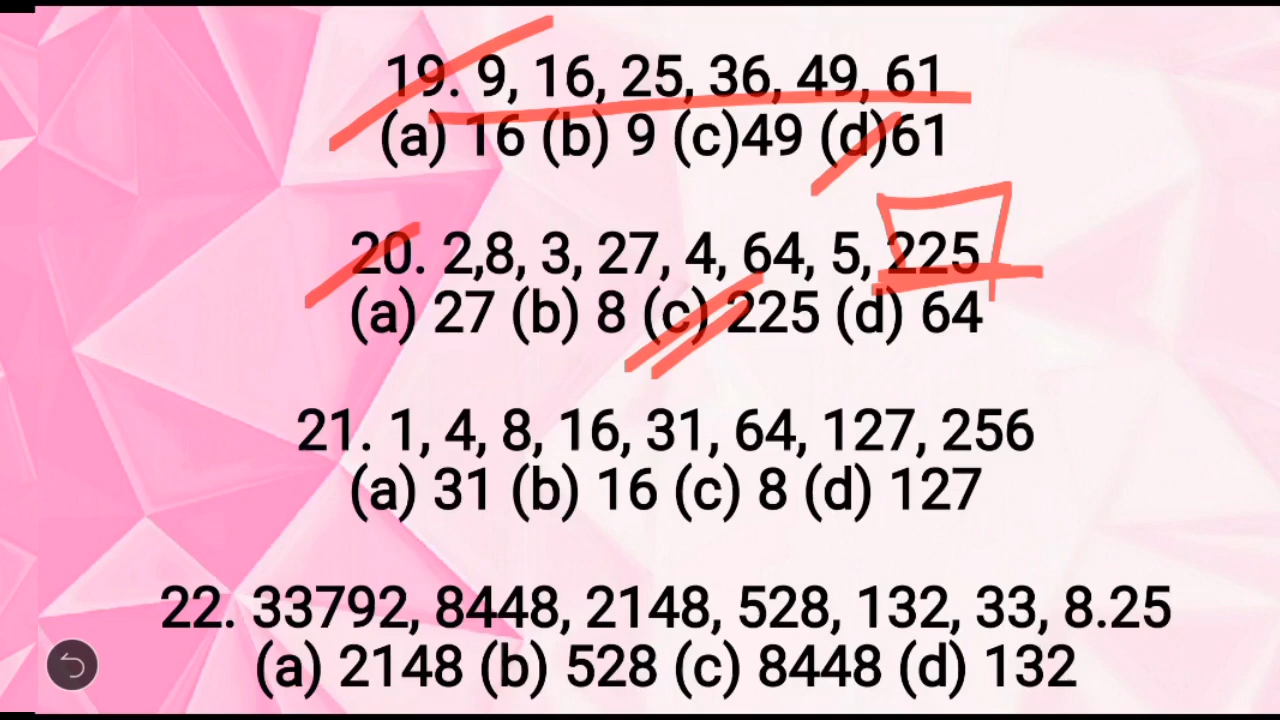 19. 9, 16, 25, 36, 49, 61
(a) 16 (b) 9 (c)49 (d)61
20. 2,8, 3, 27, 4, 64, 5, 225
(a) 27 (b) 8 (c) 225 (d) 64
21. 1, 4, 8, 16, 31, 64, 127, 256
(a) 31 (b) 16 (c) 8 (d) 127
22. 33792, 8448, 2148, 528, 132, 33, 8.25
(a) 2148 (b) 528 (c) 8448 (d) 132